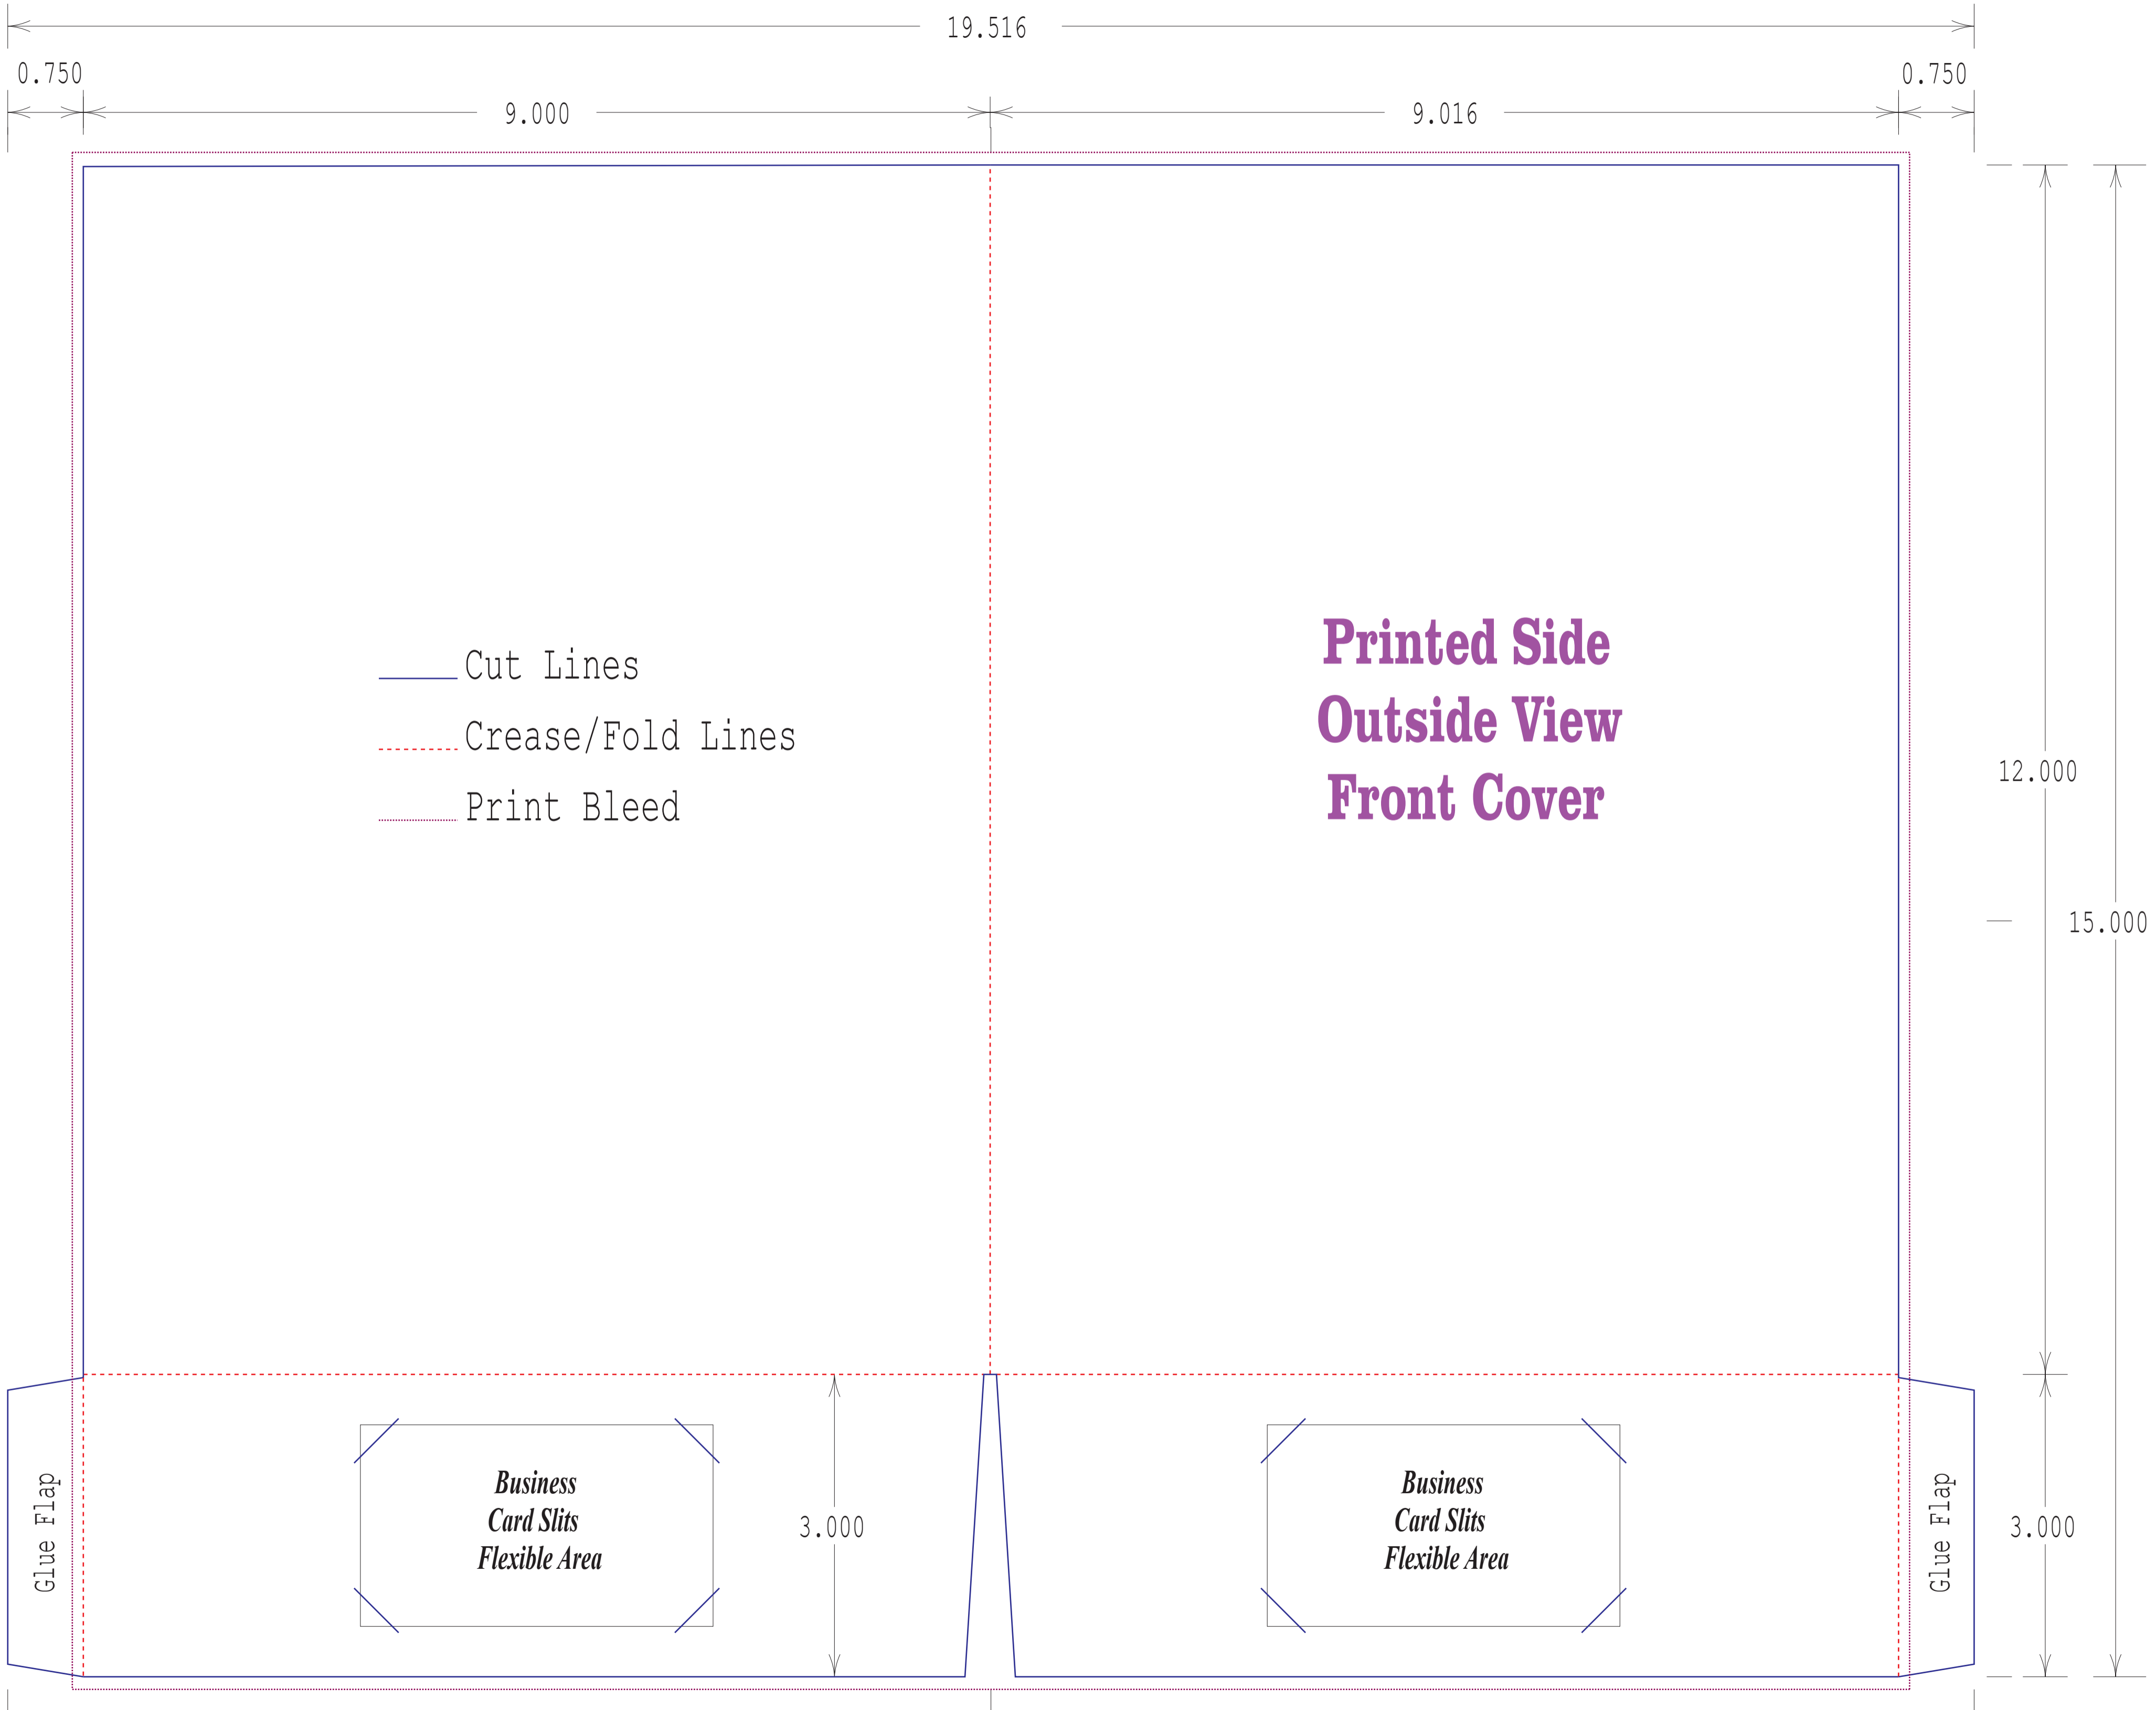 19.516
0.750
0.750
9.000
9.016
Cut Lines
Crease/Fold Lines
Print Bleed
Printed Side
Outside View
Front Cover
12.000
15.000
Glue Flap
Business
Card Slits
Flexible Area
3.000
Business
Card Slits
Flexible Area
Glue Flap
3.000